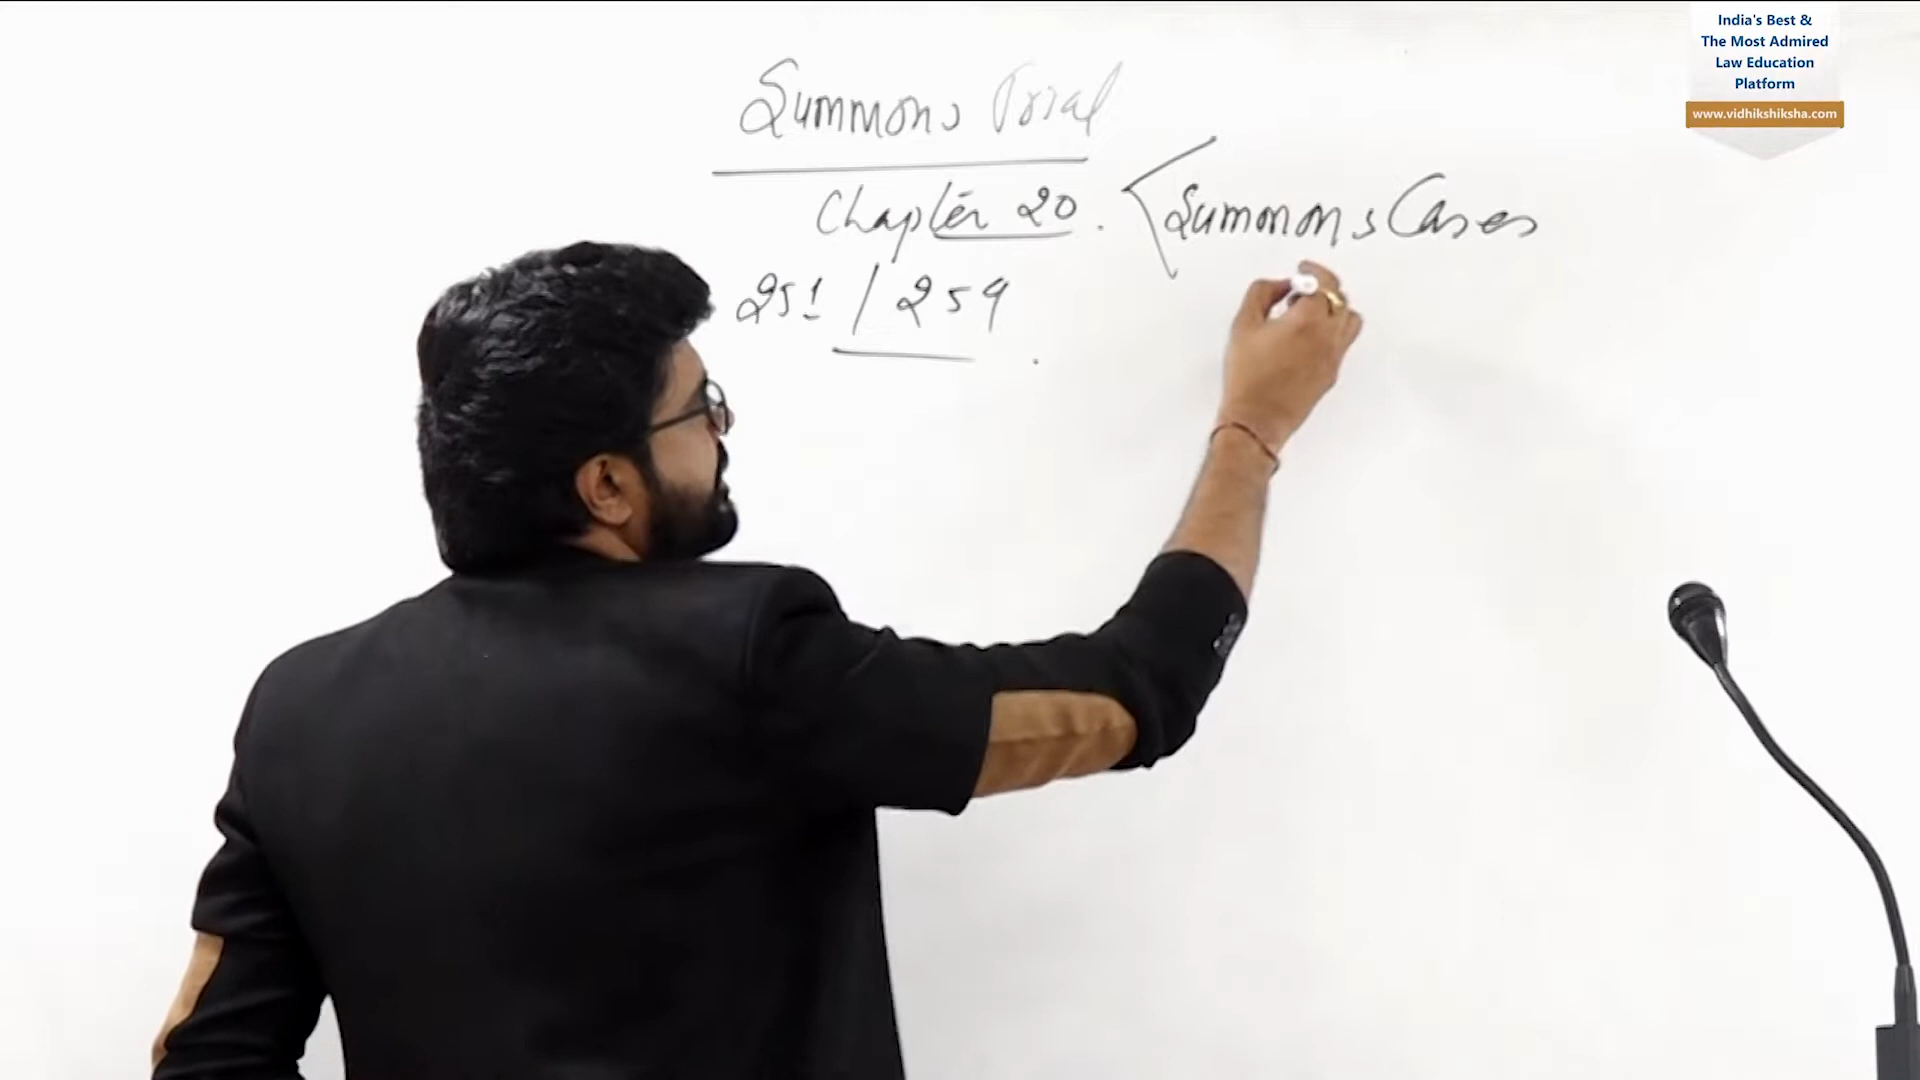 India's Best &
The Most Admired
Law Education
Platform
www.vidhikshiksha.com
Summons Trial
Chapter 20. Summons Cases
251 / 259